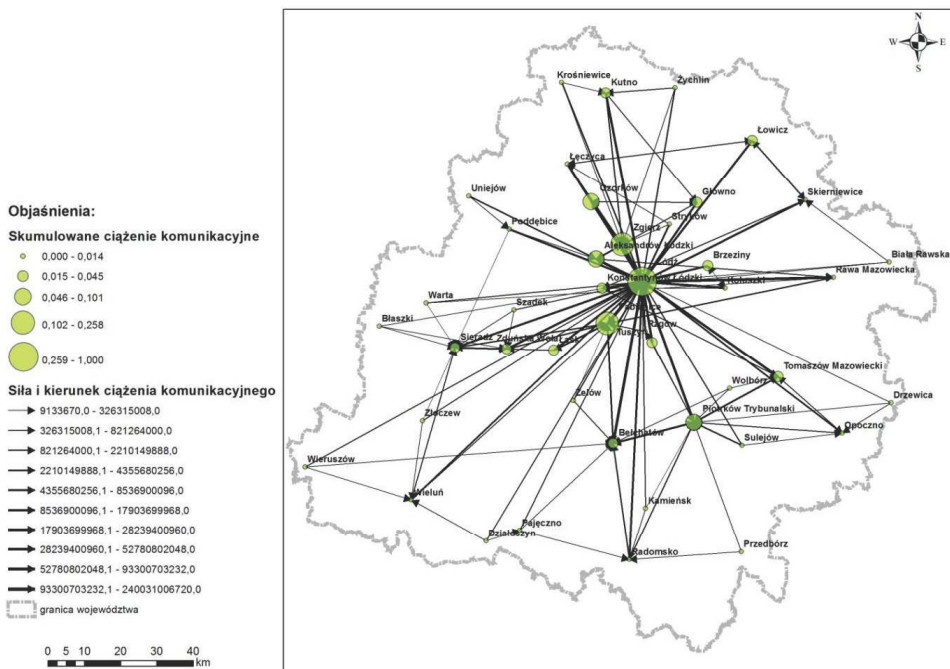 N
W E
S
Krośniewice
Kutno
Żychlin
Łowicz
Łęczyca
Uniejów
Ozorków
Głowno
Skierniewice
Stryków
Poddębice
Zgierz
Aleksandrów Łódzki
Brzeziny
Biała Rawska
Rawa Mazowiecka
Konstantynów Łódzki
Koluszki
Warta
Szadek
Błaszki
Sieradz
Zduńska Wola
Tuszyn
Rzgów
Tomaszów Mazowiecki
Wolbórz
Drzewica
Zelów
Złoczew
Piotrków Trybunalski
Opoczno
Bełchatów
Sulejów
Wieruszów
Wieluń
Kamieńsk
Pajęczno
Działoszyn
Radomsko
Przedbórz
Objaśnienia:
Skumulowane ciążenie komunikacyjne
0,000 - 0,014
0,015 - 0,045
0,046 - 0,101
0,102 - 0,258
0,259 - 1,000
Siła i kierunek ciążenia komunikacyjnego
9133670,0 - 326315008,0
326315008,1 - 821264000,0
821264000,1 - 2210149888,0
2210149888,1 - 4355680256,0
4355680256,1 - 8536900096,0
8536900096,1 - 17903699968,0
17903699968,1 - 28239400960,0
28239400960,1 - 52780802048,0
52780802048,1 - 93300703232,0
93300703232,1 - 240031006720,0
granica województwa
0 5 10 20 30 40
km